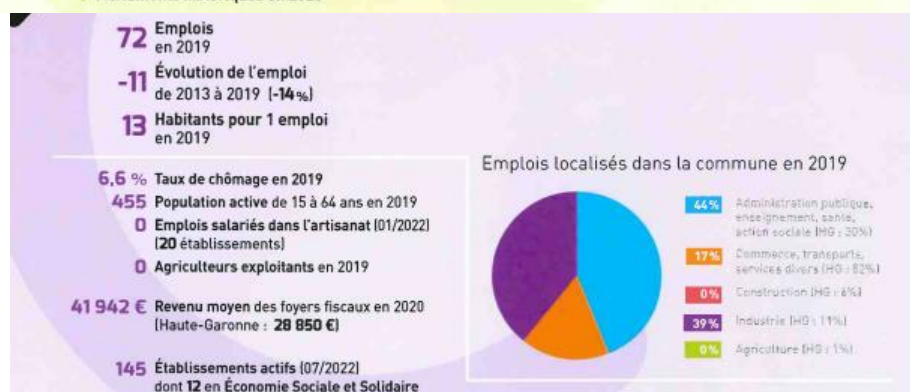 72 Emplois
en 2019
-11 Évolution de l'emploi
de 2013 à 2019 (-14%)
13 Habitants pour 1 emploi
en 2019
6,6 % Taux de chômage en 2019
455 Population active de 15 à 64 ans en 2019
0 Emplois salariés dans l'artisanat (01/2022)
(20 établissements)
0 Agriculteurs exploitants en 2019
41 942 € Revenu moyen des foyers fiscaux en 2020
(Haute-Garonne : 28 850 €)
145 Établissements actifs (07/2022)
dont 12 en Économie Sociale et Solidaire
Emplois localisés dans la commune en 2019
44% Administration publique,
enseignement, santé,
action sociale (HG : 30%)
17% Commerce, transports,
services divers (HG : 52%)
0% Construction (HG : 6%)
39% Industrie (HG : 11%)
0% Agriculture (HG : 1%)